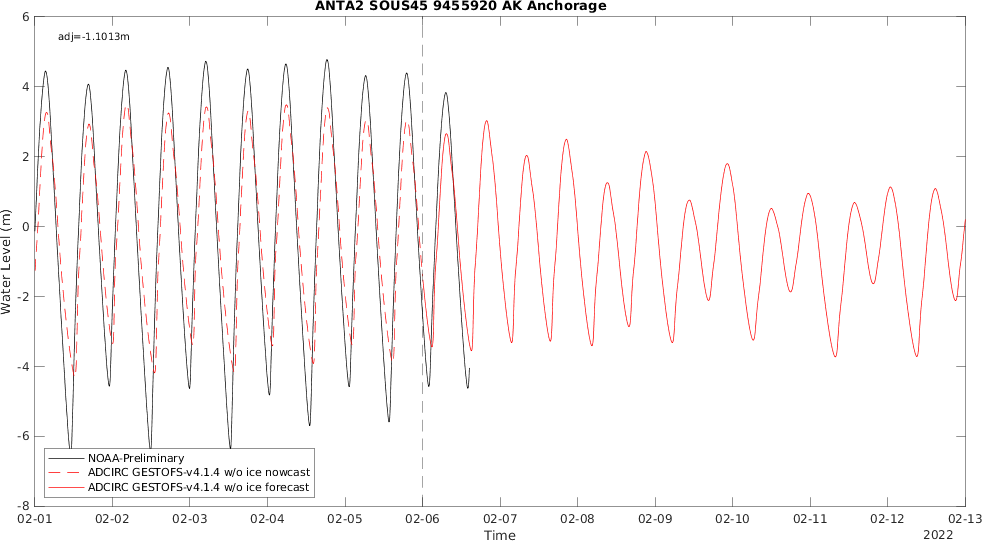 ANTA2 SOUS45 9455920 AK Anchorage
adj=-1.1013m
6
4
2
0
-2
-4
-6
-8
Water Level (m)
NOAA-Preliminary
ADCIRC GESTOFS-v4.1.4 w/o ice nowcast
ADCIRC GESTOFS-v4.1.4 w/o ice forecast
02-01 02-02 02-03 02-04 02-05 02-06 02-07 02-08 02-09 02-10 02-11 02-12 02-13
Time
2022